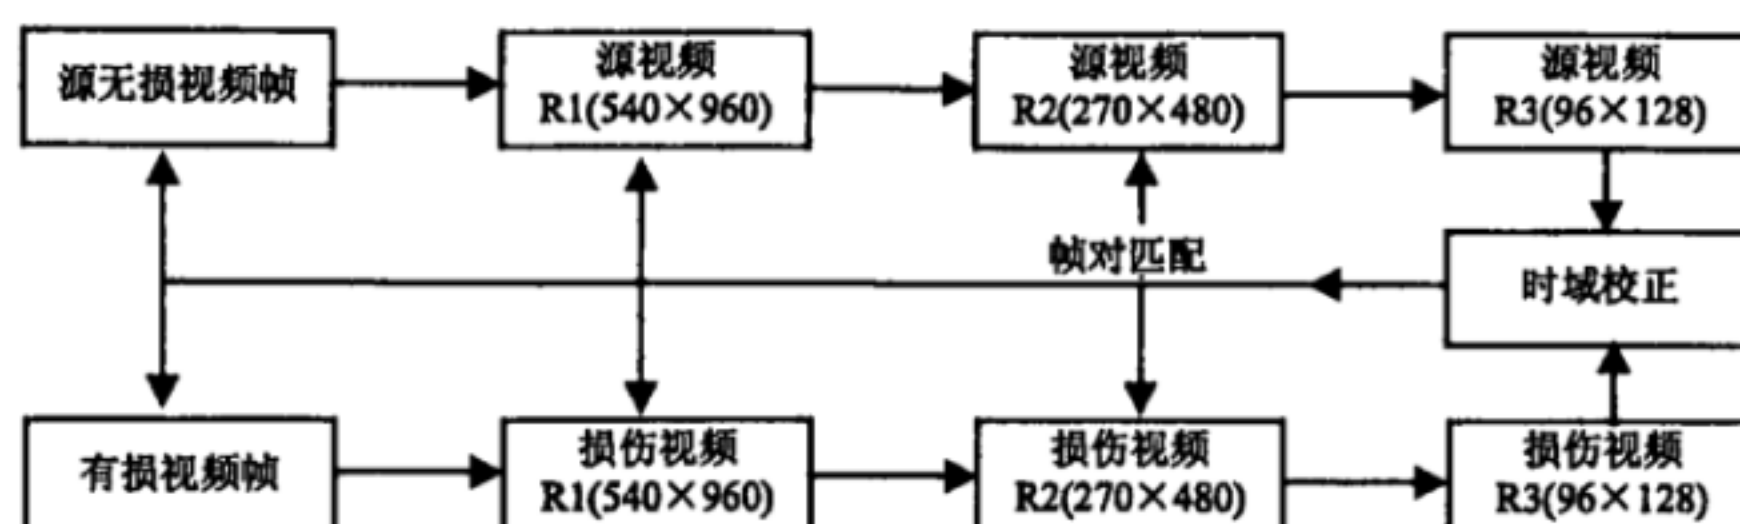 源无损视频帧
源视频
R1(540×960)
源视频
R2(270×480)
源视频
R3(96×128)
帧对匹配
时域校正
有损视频帧
损伤视频
R1(540×960)
损伤视频
R2(270×480)
损伤视频
R3(96×128)